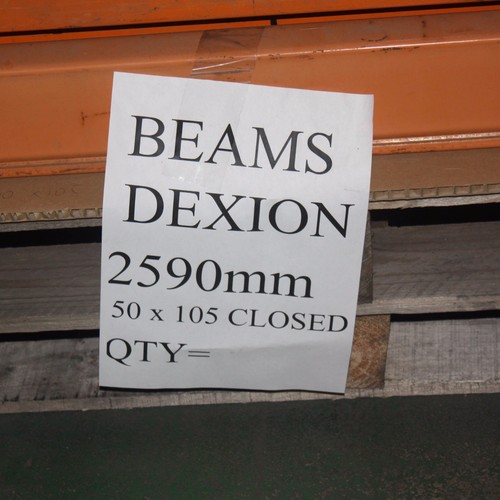 BEAMS
DEXION
2590mm
50 x 105 CLOSED
QTY=